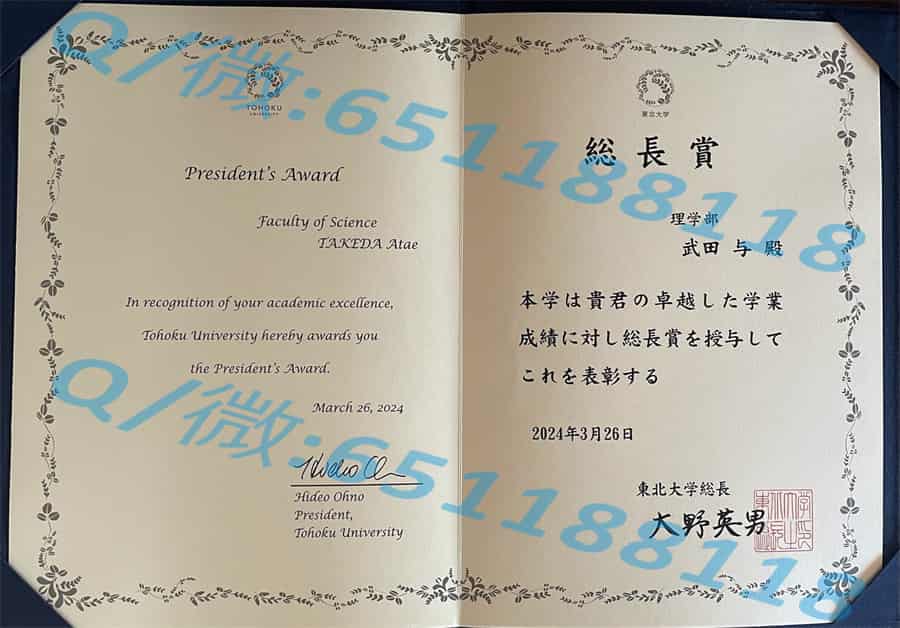 TOHOKU
UNIVERSITY
President's Award
Faculty of Science
TAKEDA Atae
In recognition of your academic excellence,
Tohoku University hereby awards you
the President's Award.
March 26, 2024
Hideo Ohno
Hideo Ohno
President,
Tohoku University
東北大学
総長賞
理学部
武田 与 殿
本学は貴君の卓越した学業
成績に対し総長賞を授与して
これを表彰する
2024年3月26日
東北大学総長
大野英男
Q/微:651188118
Q/微:651188118